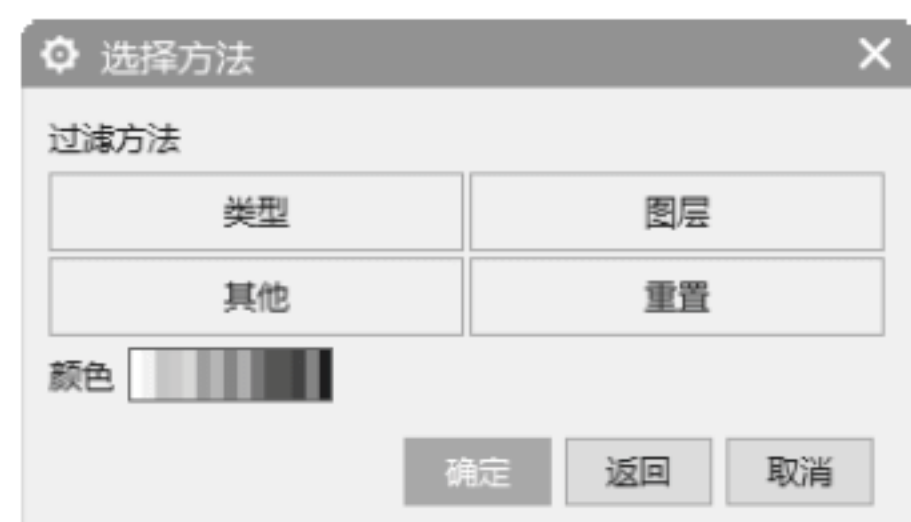 选择方法
过滤方法
类型 图层
其他 重置
颜色
确定 返回 取消